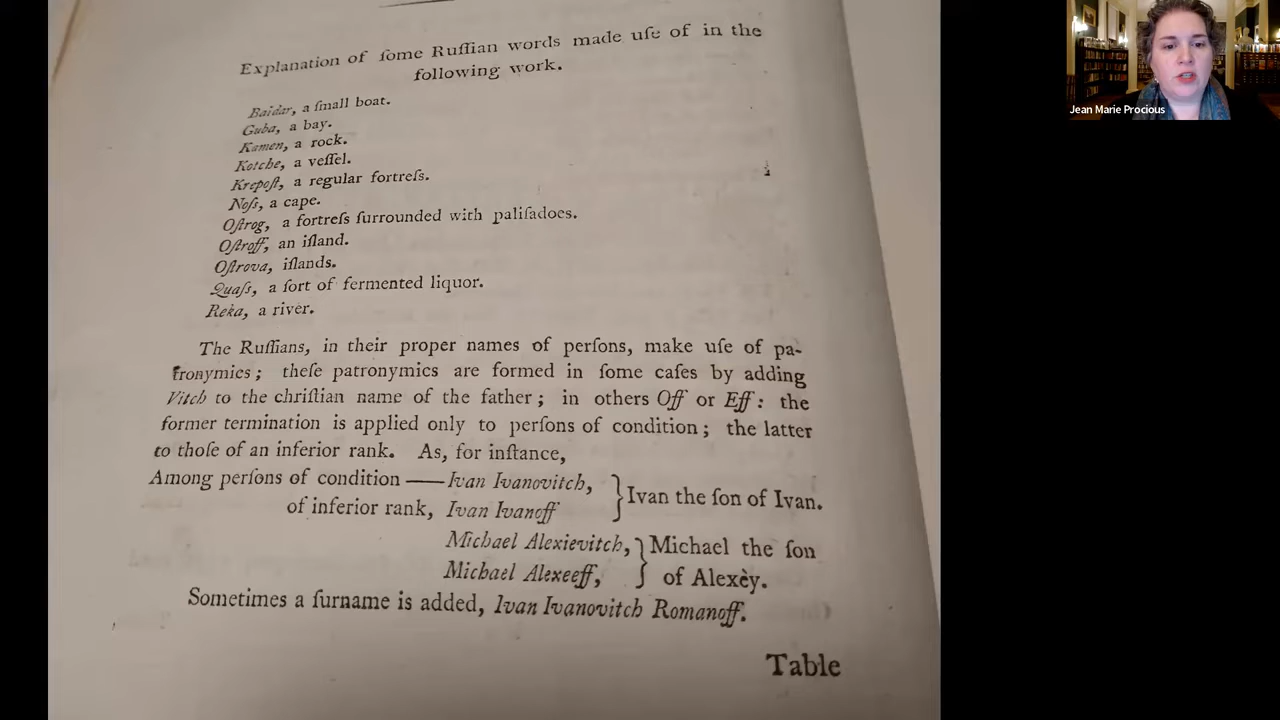 Explanation of ſome Ruſſian words made uſe of in the
following work.
Baidar, a ſmall boat.
Guba, a bay.
Kamen, a rock.
Kotche, a veſſel.
Krepoſt, a regular fortreſs.
Noſs, a cape.
Oſtrog, a fortreſs ſurrounded with paliſadoes.
Oſtroff, an iſland.
Oſtrova, iſlands.
Quaſs, a ſort of fermented liquor.
Reka, a river.
The Ruſſians, in their proper names of perſons, make uſe of pa-
tronymics; theſe patronymics are formed in ſome caſes by adding
Vitch to the chriſtian name of the father; in others Off or Eff: the
former termination is applied only to perſons of condition; the latter
to thoſe of an inferior rank. As, for inſtance,
Among perſons of condition — Ivan Ivanovitch,
of inferior rank, Ivan Ivanoff
} Ivan the ſon of Ivan.
Michael Alexievitch,
Michael Alexeeff,
} Michael the ſon
of Alexèy.
Sometimes a ſurname is added, Ivan Ivanovitch Romanoff.
Table
Jean Marie Procious